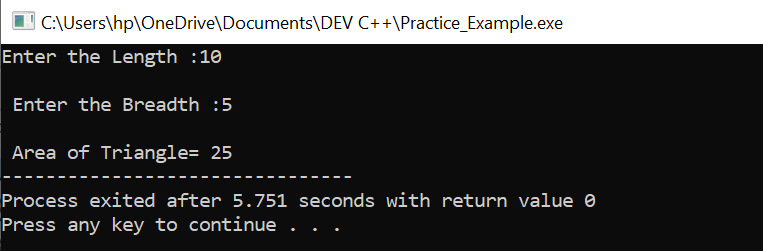 C:\Users\hp\OneDrive\Documents\DEV C++\Practice_Example.exe
Enter the Length :10
Enter the Breadth :5
Area of Triangle= 25
--------------------------------
Process exited after 5.751 seconds with return value 0
Press any key to continue . . .